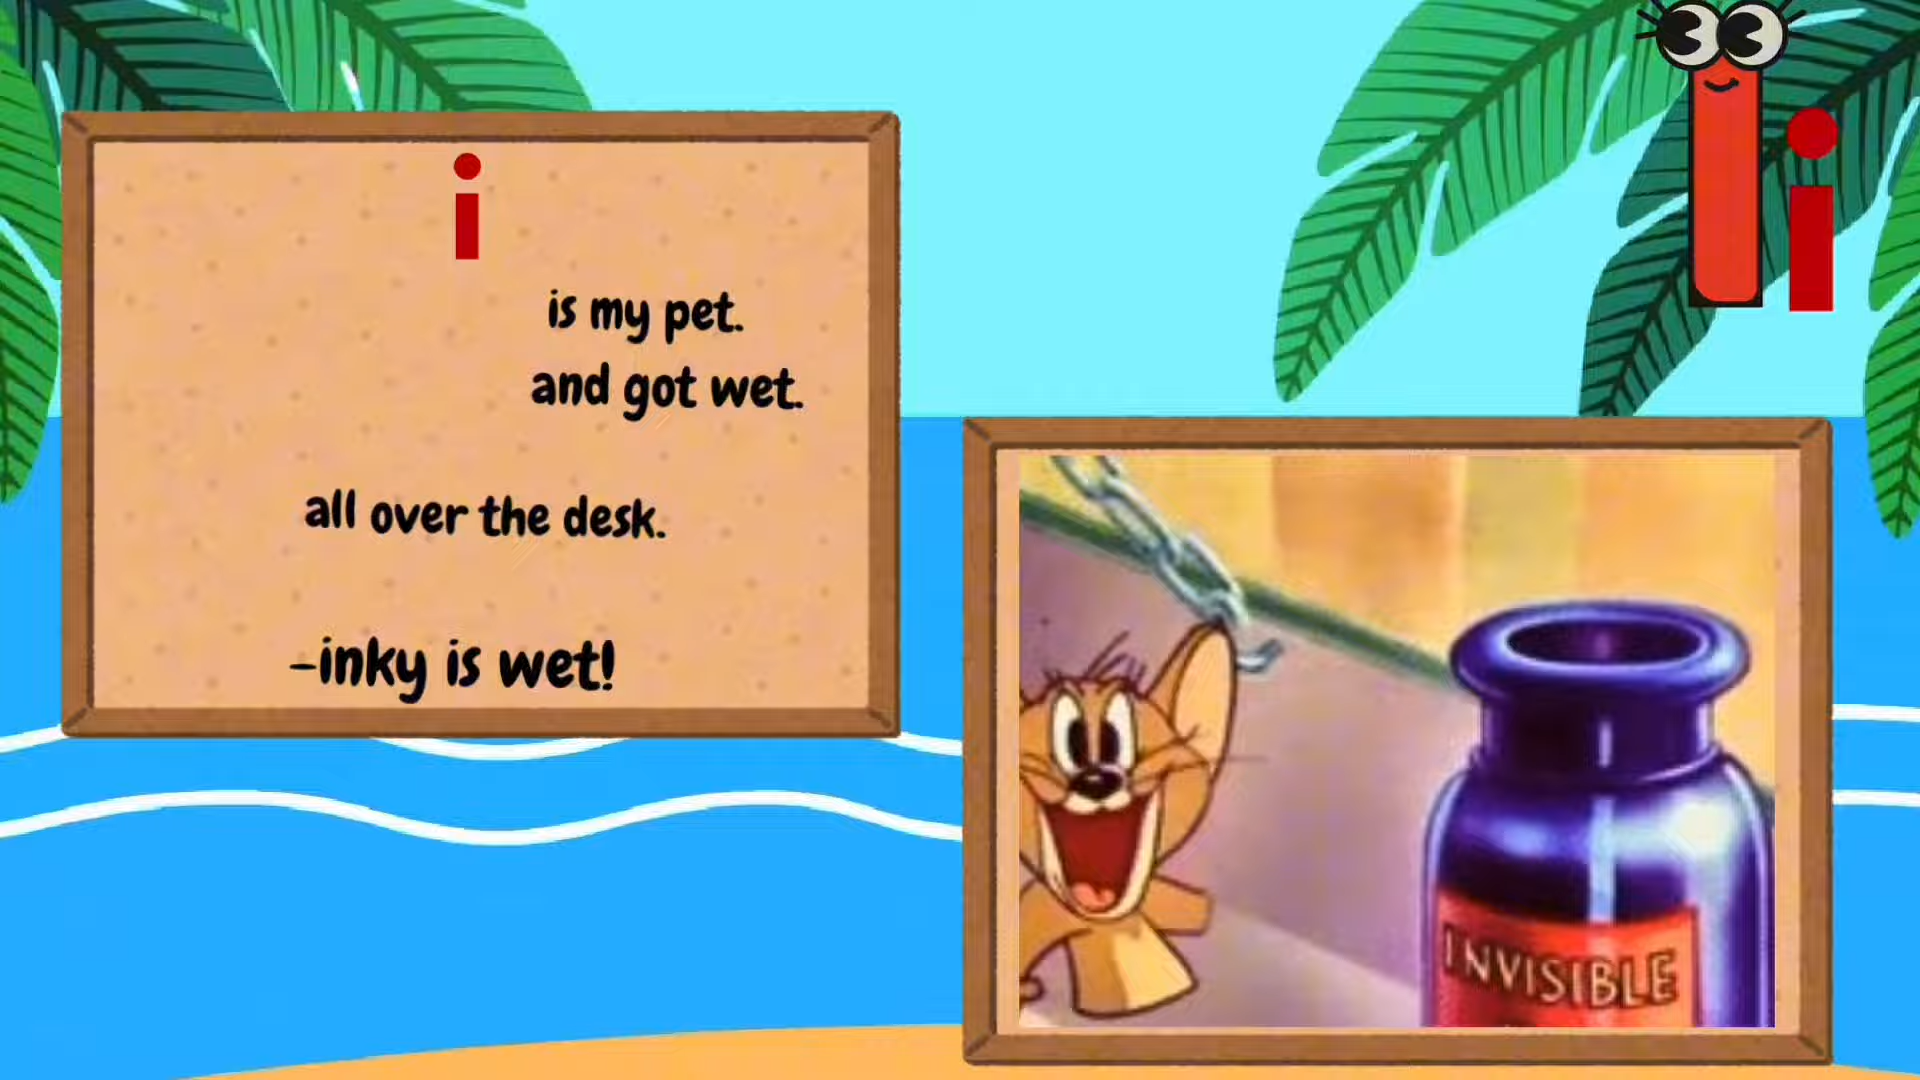 i
is my pet.
and got wet.
all over the desk.
-inky is wet!
Ii
INVISIBLE